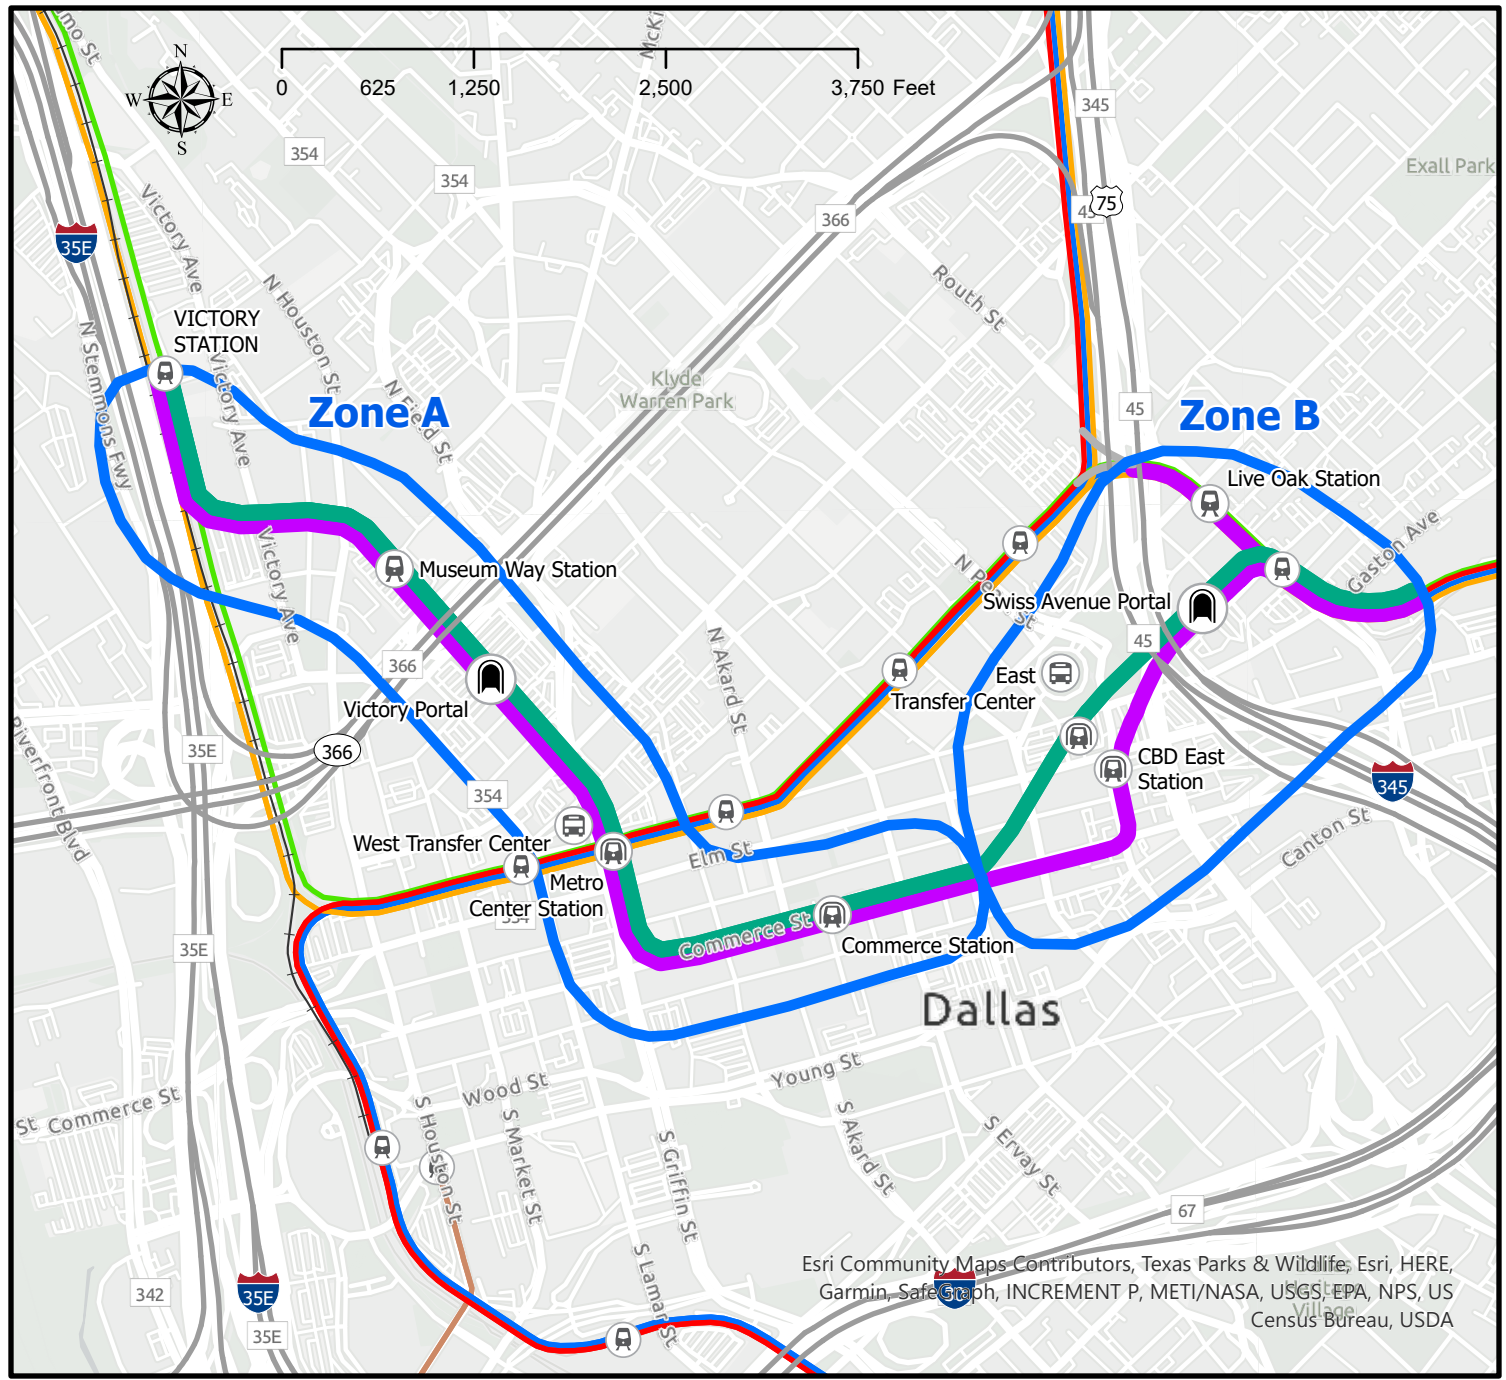 N
W
E
S
0
625
1,250
2,500
3,750 Feet
345
354
354
Exall Park
45
75
366
Victory Ave
35E
N Houston St
Routh St
VICTORY
STATION
N Stemmons Fwy
Victory Ave
N Field St
Klyde
Warren Park
Zone A
45
Zone B
Live Oak Station
Gaston Ave
Victory Ave
Museum Way Station
Swiss Avenue Portal
45
366
N Akard St
East
Transfer Center
Victory Portal
Riverfront Blvd
35E
366
CBD East
Station
345
354
West Transfer Center
Elm St
Canton St
Metro
Center Station
Commerce St
Commerce Station
35E
Dallas
Wood St
Young St
St
Commerce St
S Houston St
S Market St
S Griffin St
S Akard St
S Ervay St
67
S Lamar St
342
35E
35E
Esri Community Maps Contributors, Texas Parks & Wildlife, Esri, HERE,
Garmin, SafeGraph, INCREMENT P, METI/NASA, USGS, EPA, NPS, US
Village
Census Bureau, USDA